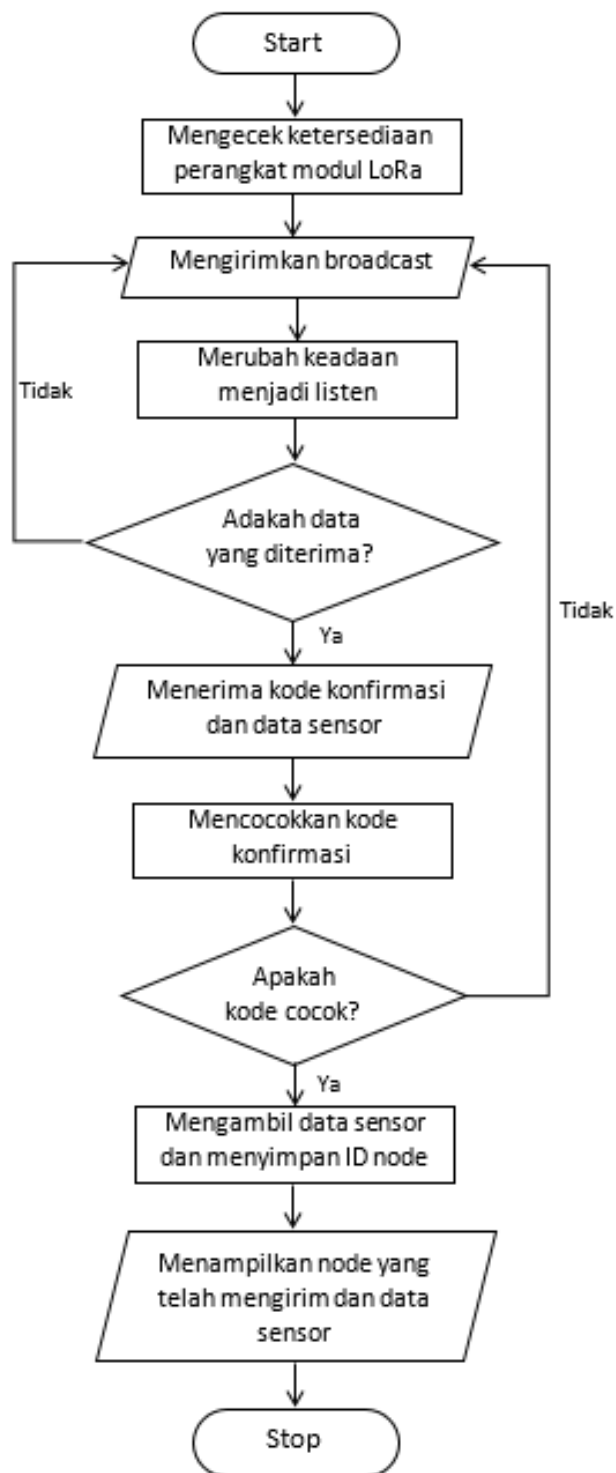 Start
Mengecek ketersediaan
perangkat modul LoRa
Mengirimkan broadcast
Merubah keadaan
menjadi listen
Tidak
Adakah data
yang diterima?
Tidak
Ya
Menerima kode konfirmasi
dan data sensor
Mencocokkan kode
konfirmasi
Apakah
kode cocok?
Ya
Mengambil data sensor
dan menyimpan ID node
Menampilkan node yang
telah mengirim dan data
sensor
Stop